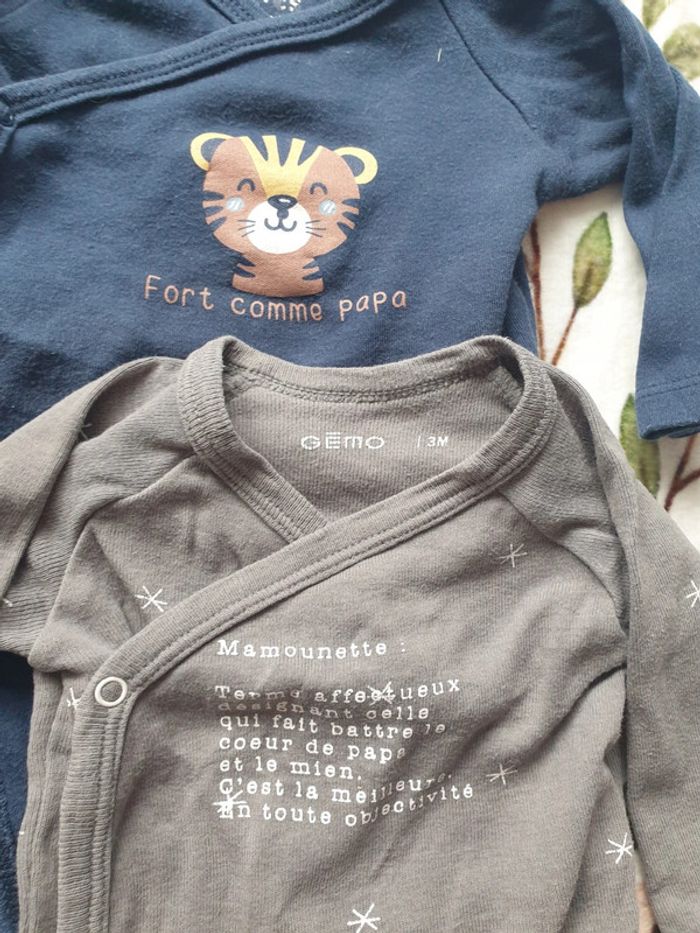 Fort comme papa
GĒMO / 3M
Mamounette :
Terme affectueux
désignant celle
qui fait battre le
coeur de papa
et le mien.
C'est la meilleure.
En toute objectivité